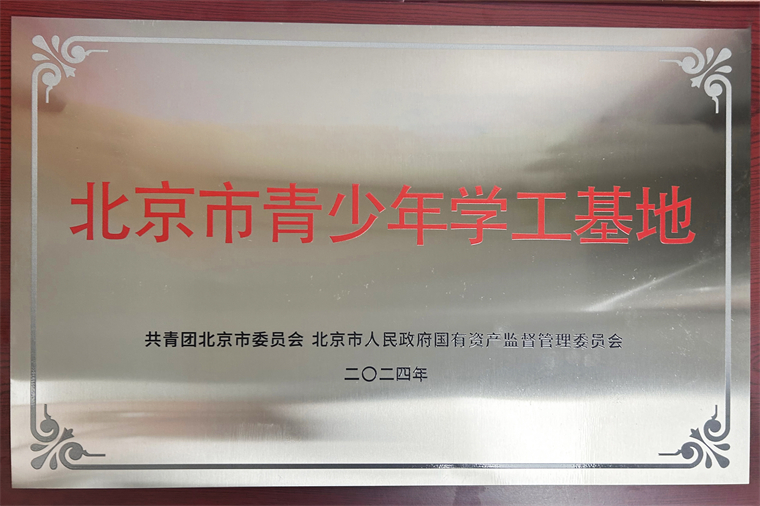 北京市青少年学工基地
共青团北京市委员会 北京市人民政府国有资产监督管理委员会
二〇二四年